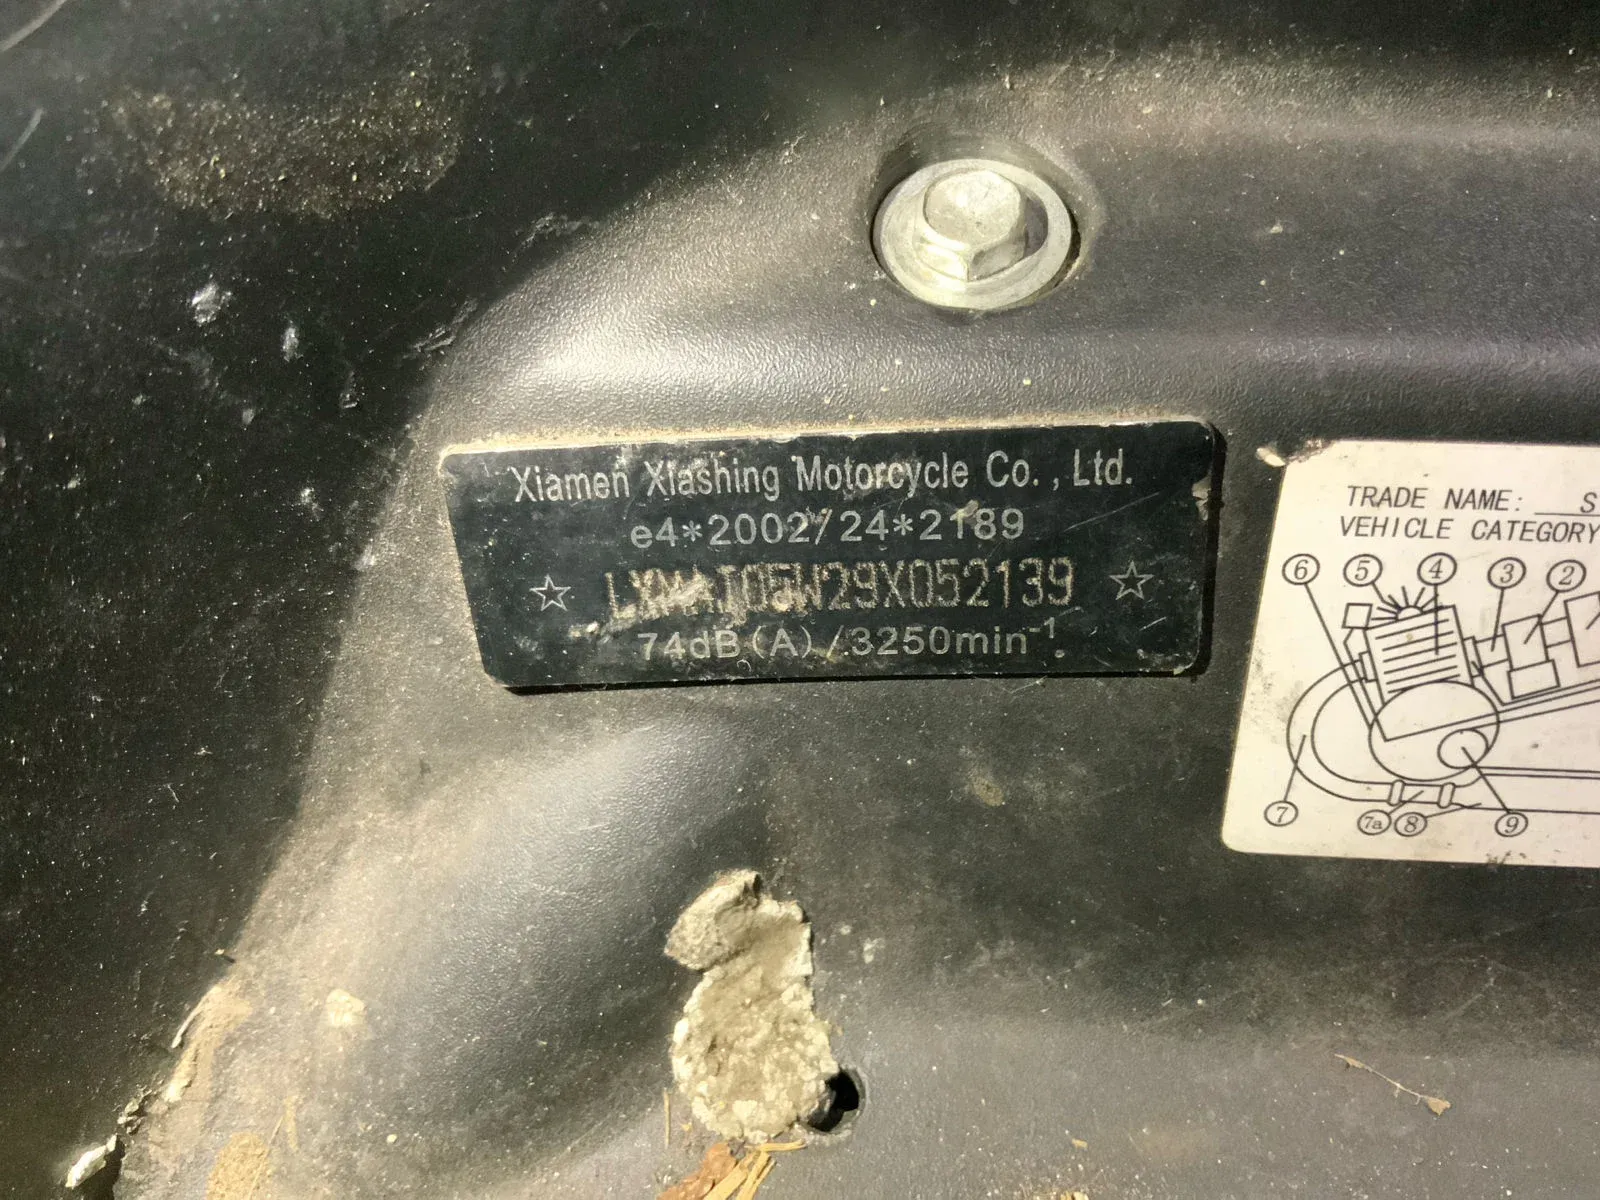 Xiamen Xiashing Motorcycle Co., Ltd.
e4*2002/24*2189
☆ LXMAJ05W29X052139 ☆
74dB(A)/3250min⁻¹
TRADE NAME: S
VEHICLE CATEGORY
6 5 4 3 2
7 7a 8 9